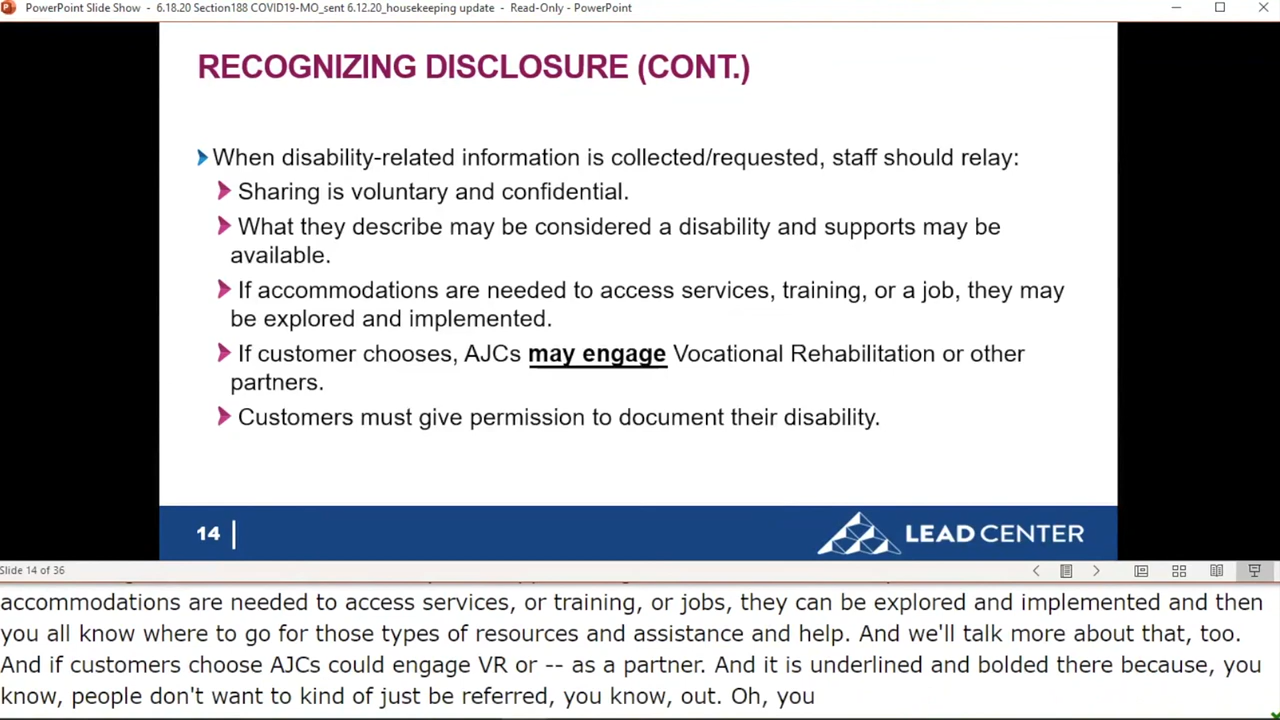 PowerPoint Slide Show - 6.18.20 Section188 COVID19-MO_sent 6.12.20_housekeeping update - Read-Only - PowerPoint
RECOGNIZING DISCLOSURE (CONT.)
When disability-related information is collected/requested, staff should relay:
Sharing is voluntary and confidential.
What they describe may be considered a disability and supports may be
available.
If accommodations are needed to access services, training, or a job, they may
be explored and implemented.
If customer chooses, AJCs may engage Vocational Rehabilitation or other
partners.
Customers must give permission to document their disability.
14
LEAD CENTER
Slide 14 of 36
accommodations are needed to access services, or training, or jobs, they can be explored and implemented and then
you all know where to go for those types of resources and assistance and help. And we'll talk more about that, too.
And if customers choose AJCs could engage VR or -- as a partner. And it is underlined and bolded there because, you
know, people don't want to kind of just be referred, you know, out. Oh, you